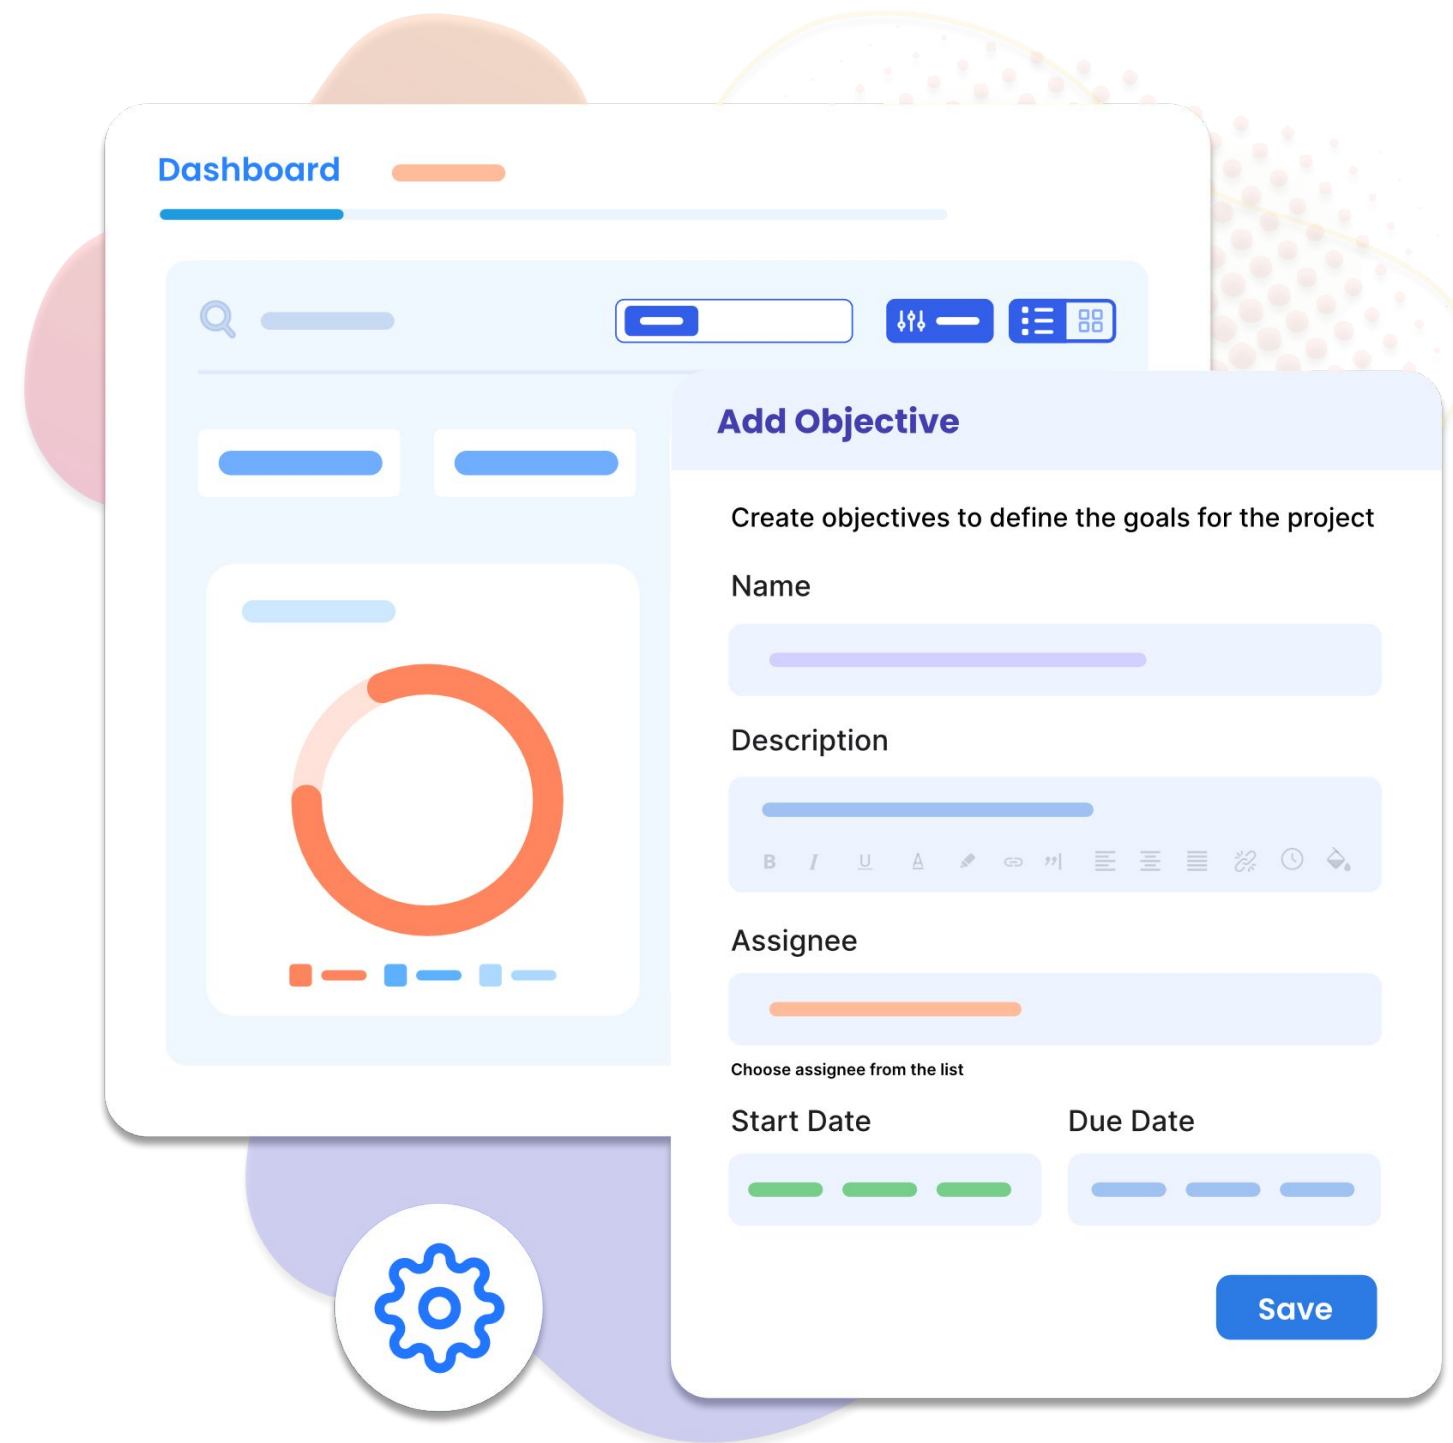 Dashboard
Add Objective
Create objectives to define the goals for the project
Name
Description
B I U A
Assignee
Choose assignee from the list
Start Date Due Date
Save